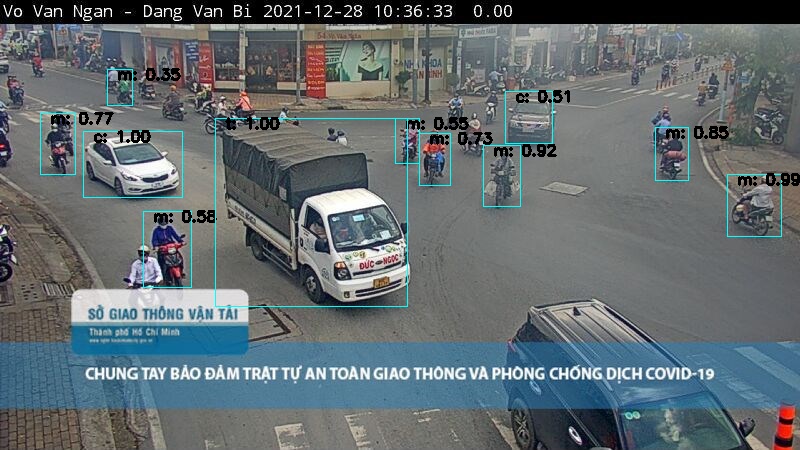 Vo Van Ngan - Dang Van Bi 2021-12-28 10:36:33 0.00
m: 0.35
c: 0.51
m: 0.77
t: 1.00
m: 0.55
c: 1.00
m: 0.73
m: 0.85
m: 0.92
m: 0.99
m: 0.58
ĐỨC NGỌC
SỞ GIAO THÔNG VẬN TẢI
Thành phố Hồ Chí Minh
CHUNG TAY BẢO ĐẢM TRẬT TỰ AN TOÀN GIAO THÔNG VÀ PHÒNG CHỐNG DỊCH COVID-19